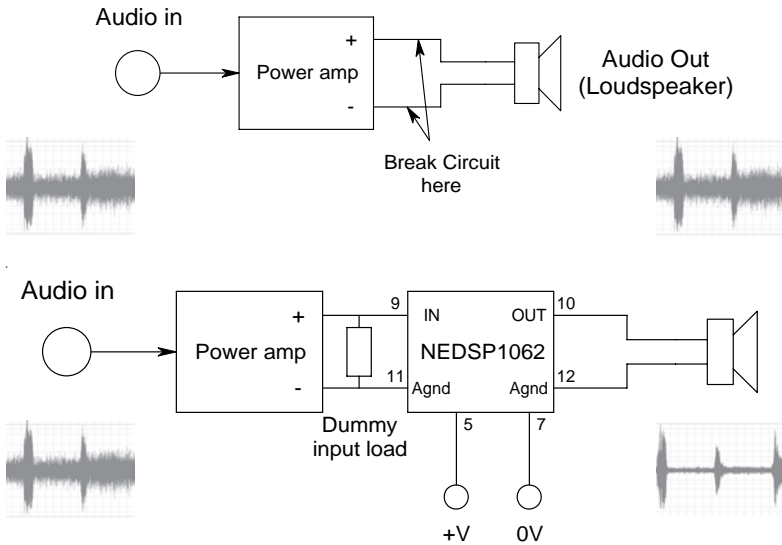 Audio in
Power amp
+
-
Audio Out
(Loudspeaker)
Break Circuit
here
Audio in
Power amp
+
-
Dummy
input load
9
11
IN
OUT
NEDSP1062
Agnd
Agnd
10
12
5
7
+V
0V